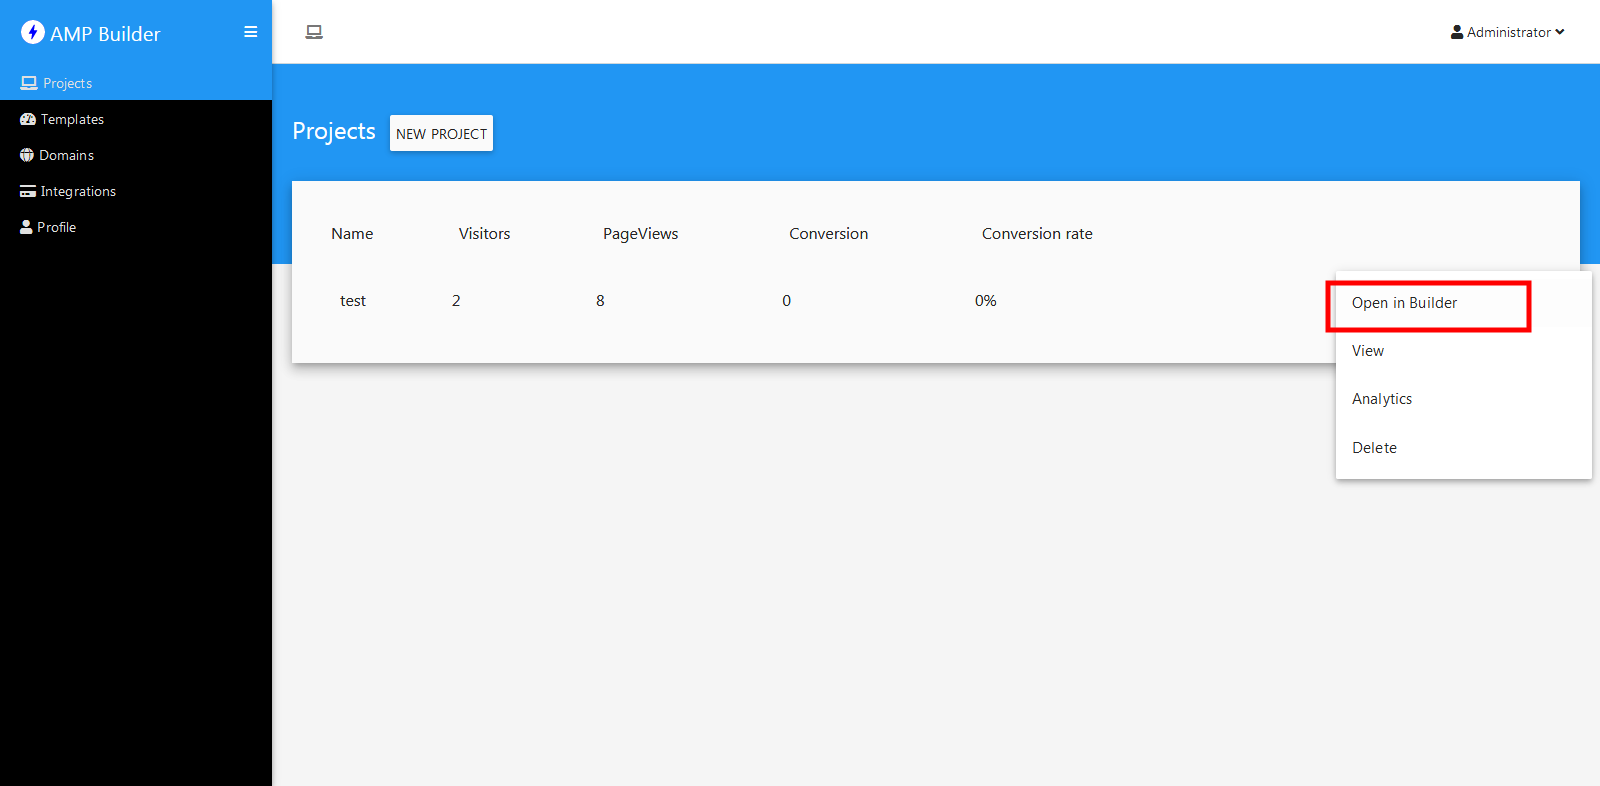 AMP Builder
Administrator
Projects
Templates
Domains
Integrations
Profile
Projects
NEW PROJECT
Name Visitors PageViews Conversion Conversion rate
test 2 8 0 0%
Open in Builder
View
Analytics
Delete